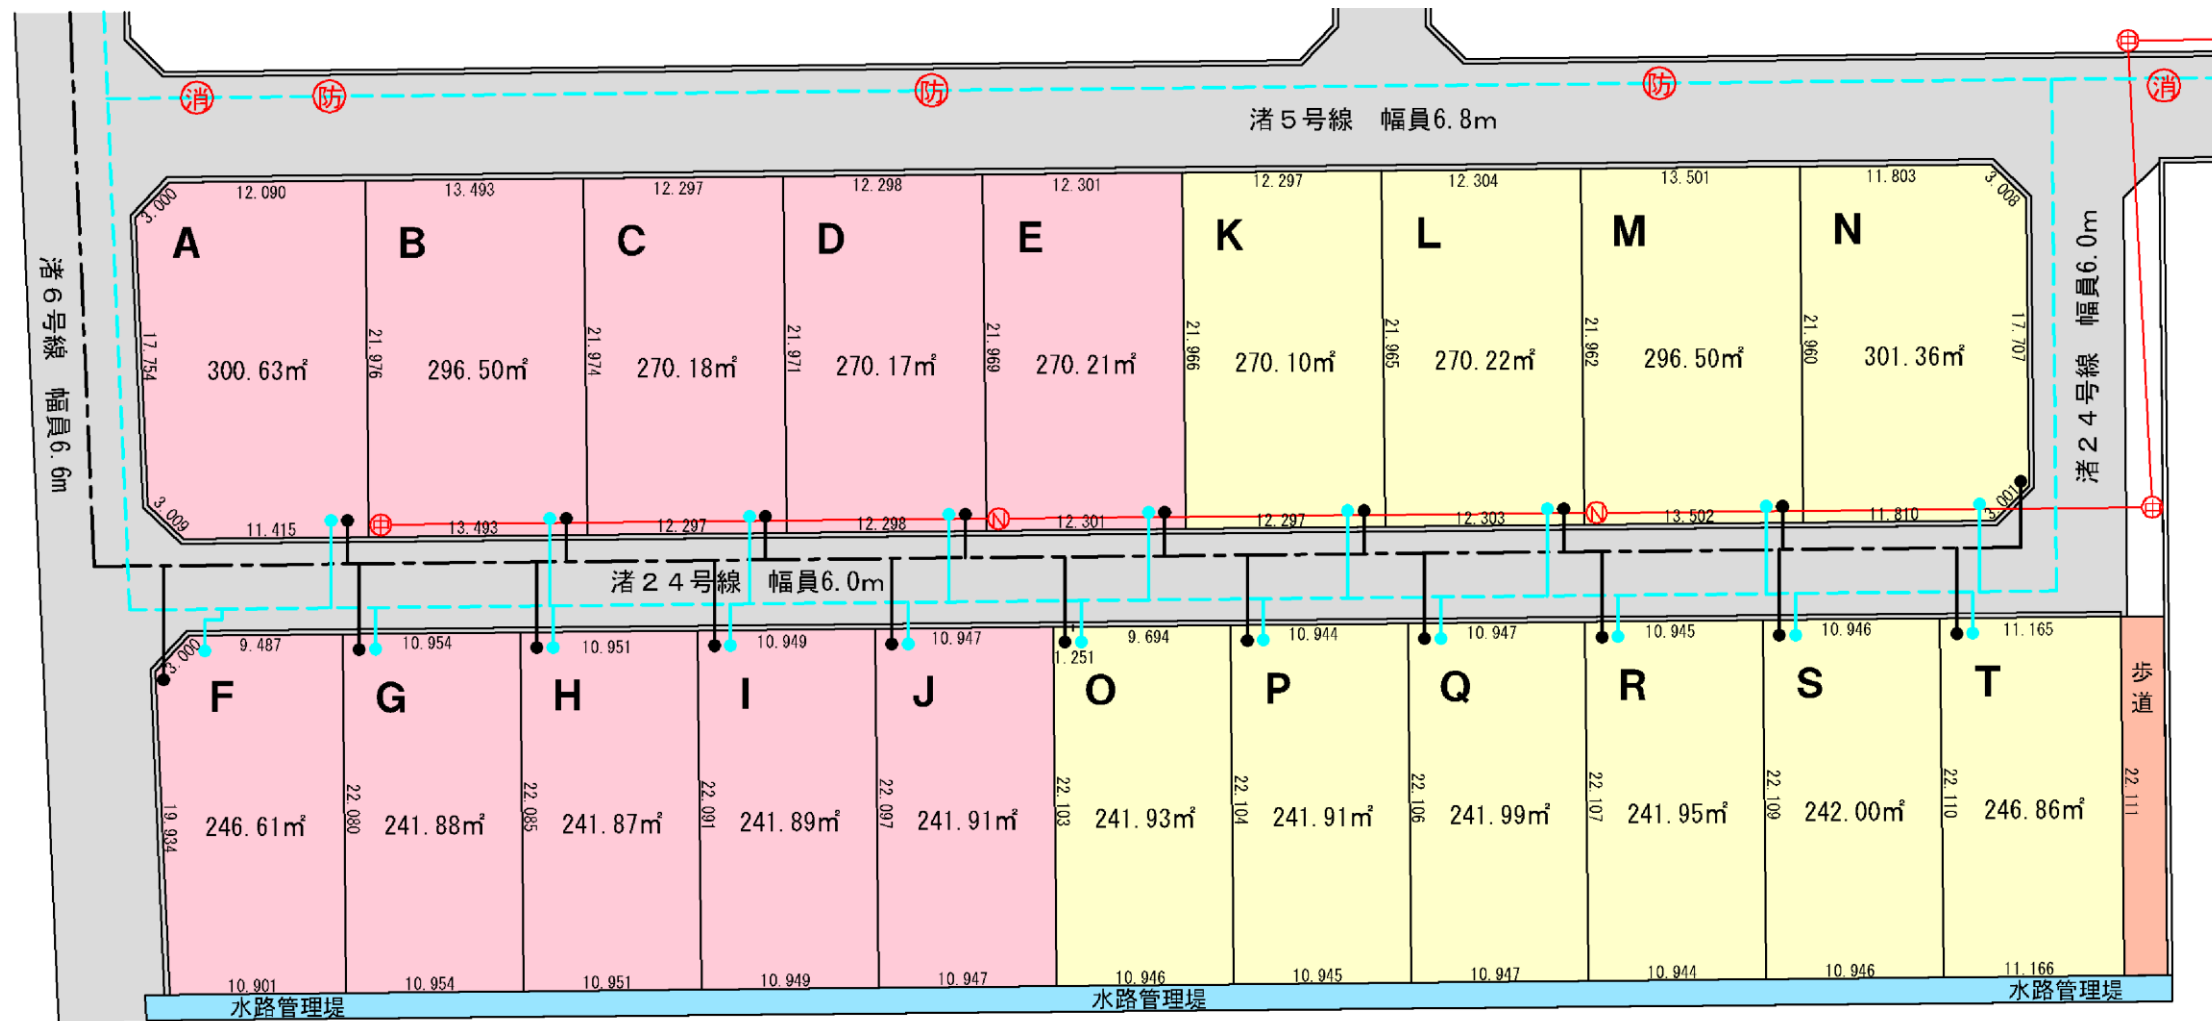 消 防 防 防 消
渚５号線 幅員6.8m
12.090 13.493 12.297 12.298 12.301 12.297 12.304 13.501 11.803
3.000 3.008
A B C D E K L M N
渚６号線 幅員6.6m
渚２４号線 幅員6.0m
17.754 21.976 21.974 21.971 21.969 21.966 21.965 21.962 21.960 17.707
300.63㎡ 296.50㎡ 270.18㎡ 270.17㎡ 270.21㎡ 270.10㎡ 270.22㎡ 296.50㎡ 301.36㎡
3.009 3.001
N N
11.415 13.493 12.297 12.298 12.301 12.297 12.303 13.502 11.810
渚２４号線 幅員6.0m
3.000 9.487 10.954 10.951 10.949 10.947 1.251 9.694 10.944 10.947 10.945 10.946 11.165
F G H I J O P Q R S T
歩道
19.934 22.080 22.085 22.091 22.097 22.103 22.104 22.106 22.107 22.109 22.110 22.111
246.61㎡ 241.88㎡ 241.87㎡ 241.89㎡ 241.91㎡ 241.93㎡ 241.91㎡ 241.99㎡ 241.95㎡ 242.00㎡ 246.86㎡
10.901 10.954 10.951 10.949 10.947 10.946 10.945 10.947 10.944 10.946 11.166
水路管理堤 水路管理堤 水路管理堤